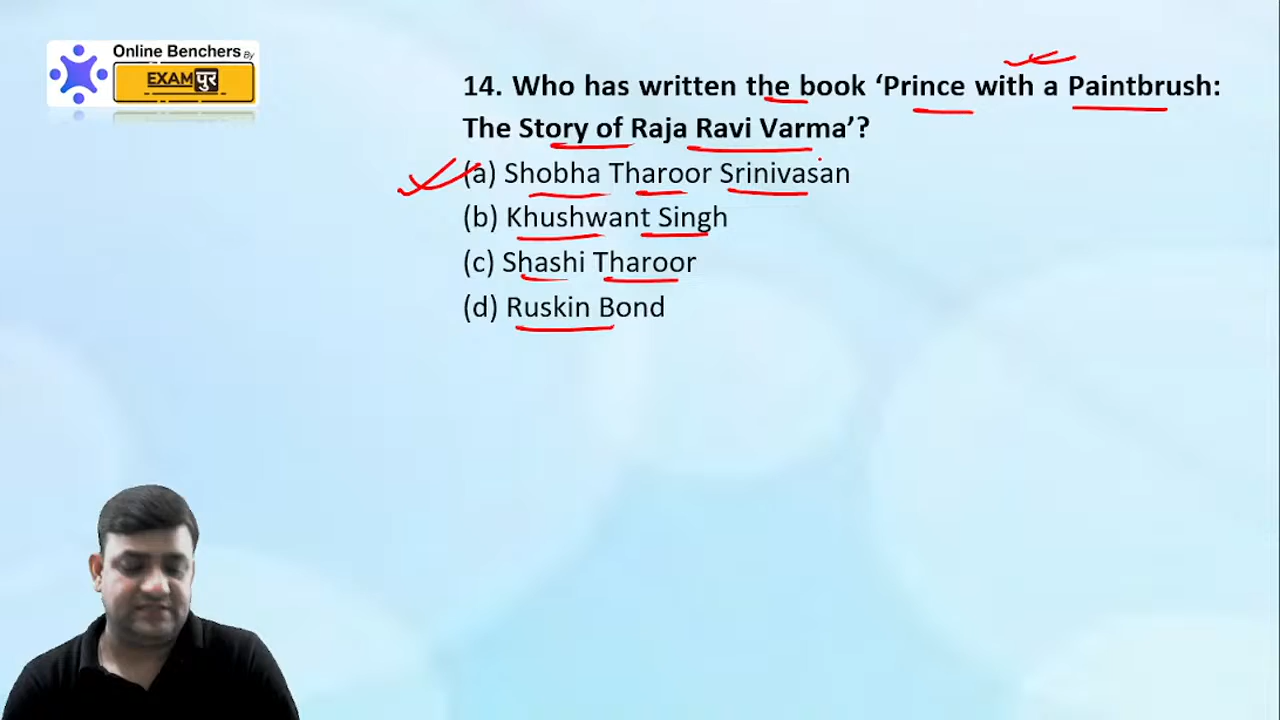 Online Benchers By
EXAMपुर
14. Who has written the book ‘Prince with a Paintbrush:
The Story of Raja Ravi Varma’?
(a) Shobha Tharoor Srinivasan
(b) Khushwant Singh
(c) Shashi Tharoor
(d) Ruskin Bond